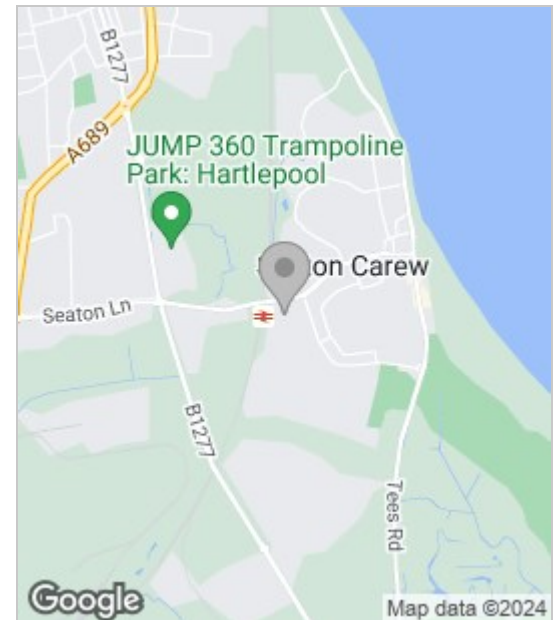 B1277
A689
JUMP 360 Trampoline
Park: Hartlepool
on Carew
Seaton Ln
B1277
Tees Rd
Google
Map data ©2024